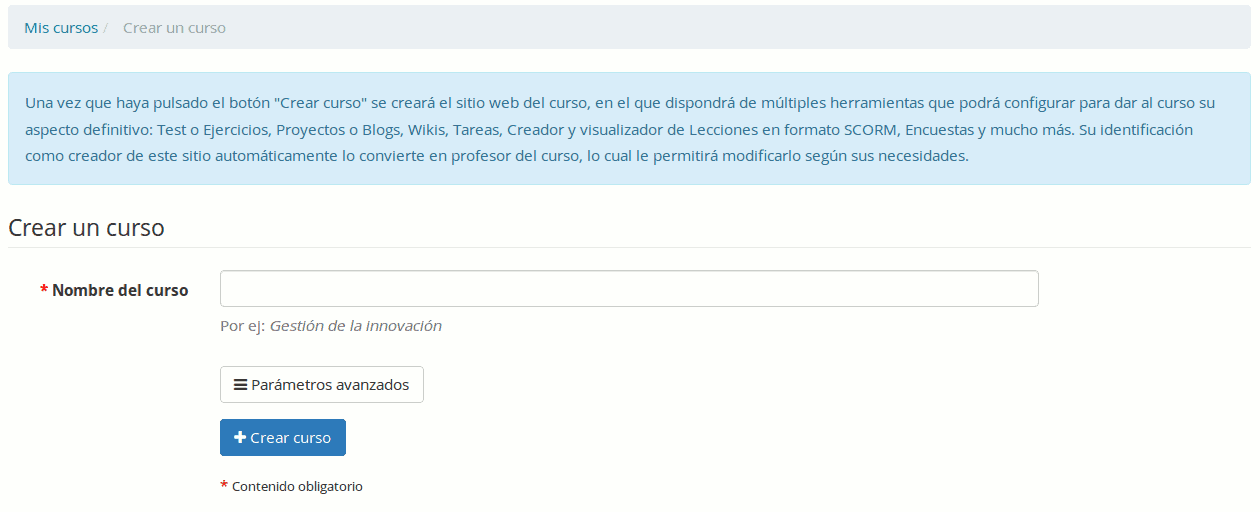 Mis cursos / Crear un curso
Una vez que haya pulsado el botón "Crear curso" se creará el sitio web del curso, en el que dispondrá de múltiples herramientas que podrá configurar para dar al curso su
aspecto definitivo: Test o Ejercicios, Proyectos o Blogs, Wikis, Tareas, Creador y visualizador de Lecciones en formato SCORM, Encuestas y mucho más. Su identificación
como creador de este sitio automáticamente lo convierte en profesor del curso, lo cual le permitirá modificarlo según sus necesidades.
Crear un curso
* Nombre del curso
Por ej: Gestión de la innovación
Parámetros avanzados
Crear curso
* Contenido obligatorio